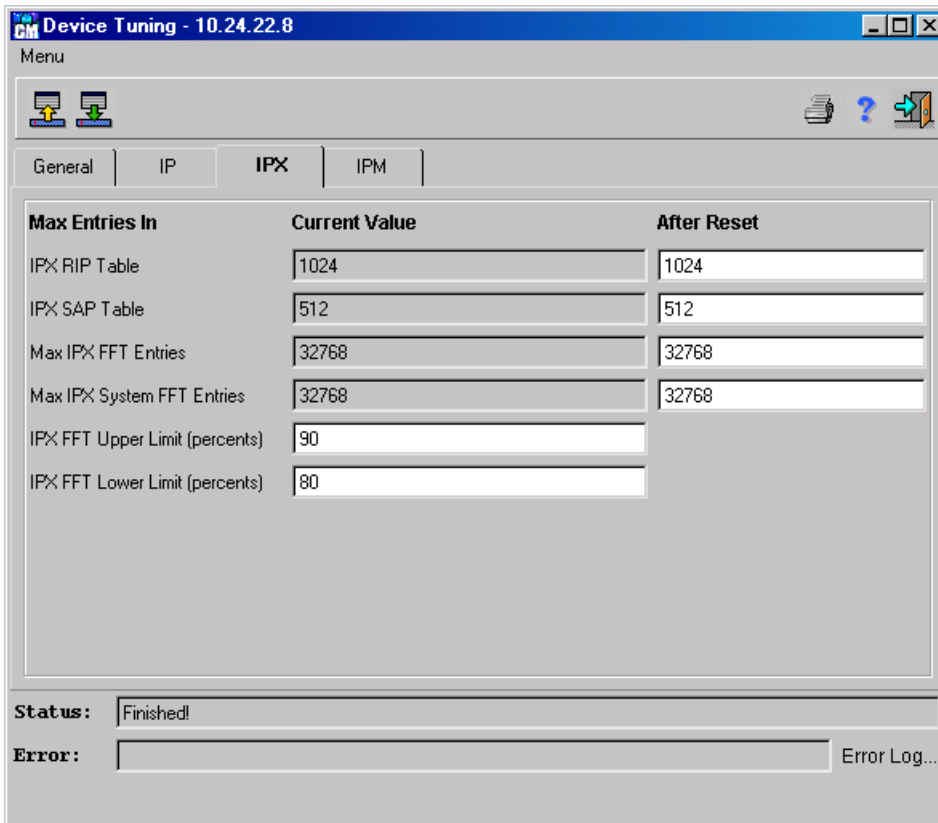 CM Device Tuning - 10.24.22.8
Menu
?
General IP IPX IPM
Max Entries In Current Value After Reset
IPX RIP Table 1024 1024
IPX SAP Table 512 512
Max IPX FFT Entries 32768 32768
Max IPX System FFT Entries 32768 32768
IPX FFT Upper Limit (percents) 90
IPX FFT Lower Limit (percents) 80
Status: Finished!
Error: Error Log...